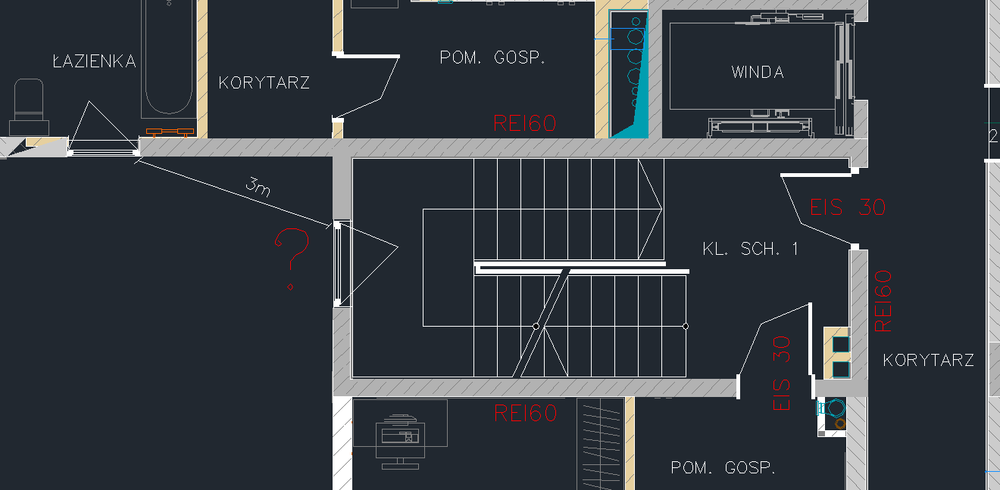 ŁAZIENKA
KORYTARZ
POM. GOSP.
WINDA
REI60
2
3m
?
EIS 30
KL. SCH. 1
REI60
EIS 30
KORYTARZ
REI60
POM. GOSP.